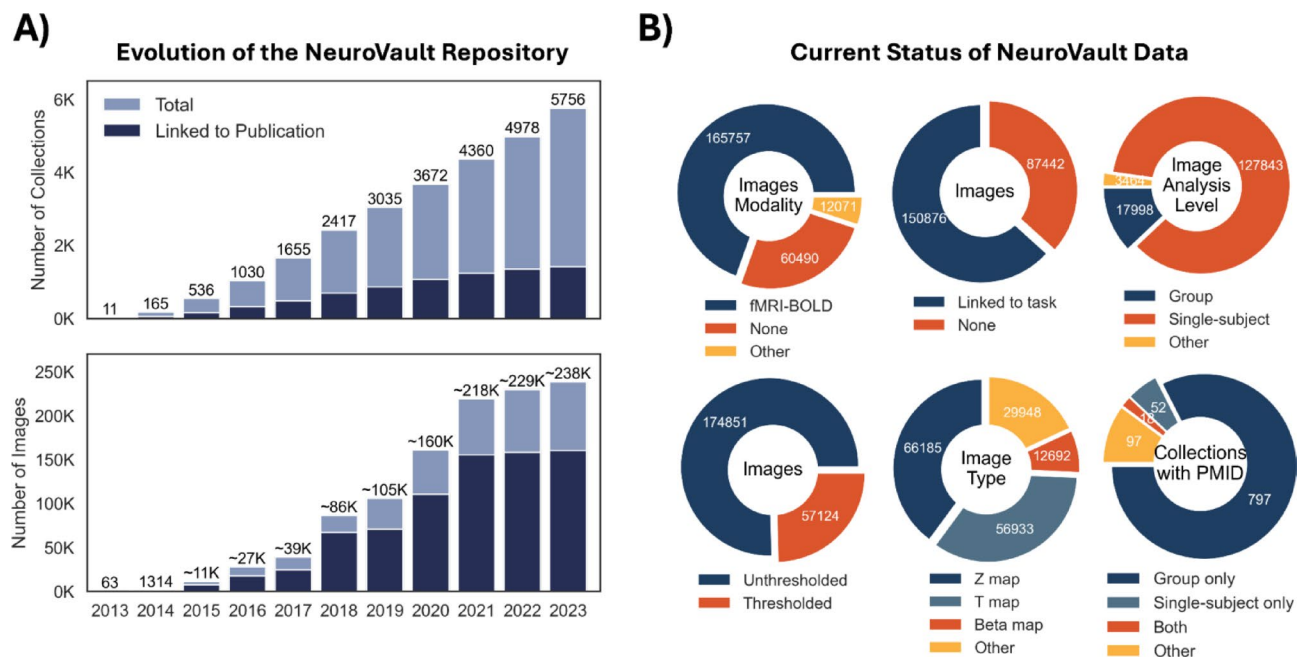 A)
Evolution of the NeuroVault Repository
Number of Collections
6K
4K
2K
0K
Total
Linked to Publication
11
165
536
1030
1655
2417
3035
3672
4360
4978
5756
Number of Images
250K
200K
150K
100K
50K
0K
63
1314
~11K
~27K
~39K
~86K
~105K
~160K
~218K
~229K
~238K
2013 2014 2015 2016 2017 2018 2019 2020 2021 2022 2023
B)
Current Status of NeuroVault Data
165757
12071
60490
Images
Modality
fMRI-BOLD
None
Other
87442
150876
Images
Linked to task
None
127843
3464
17998
Image
Analysis
Level
Group
Single-subject
Other
174851
57124
Images
Unthresholded
Thresholded
29948
66185
12692
56933
Image
Type
Z map
T map
Beta map
Other
52
18
97
797
Collections
with PMID
Group only
Single-subject only
Both
Other